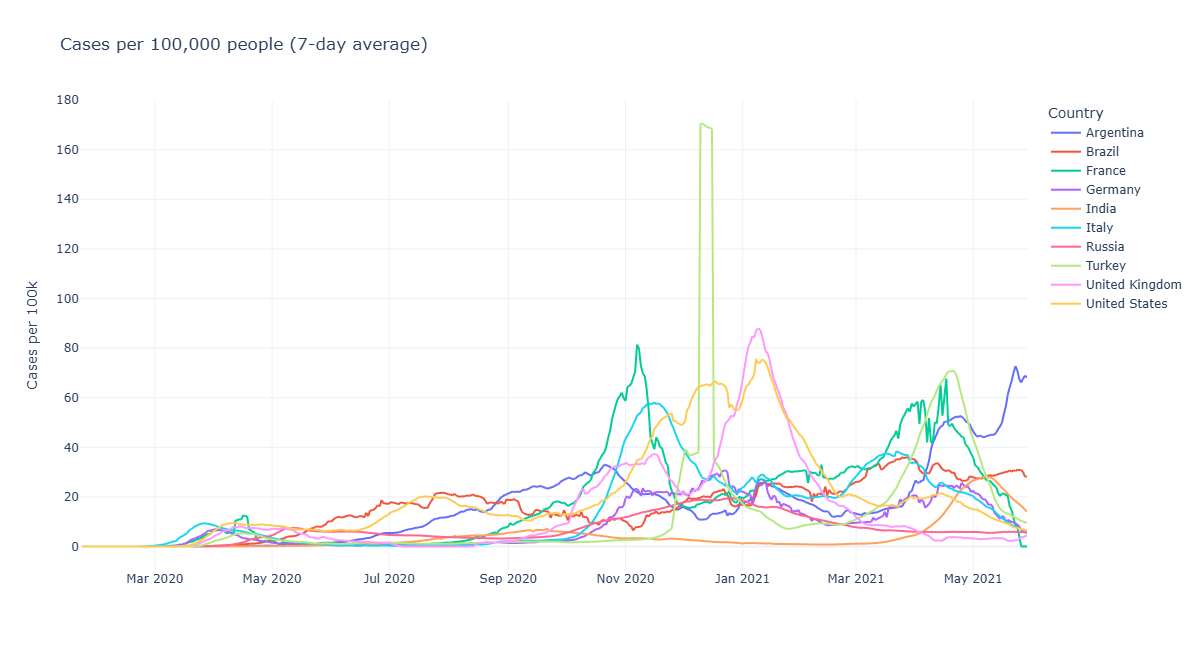 Cases per 100,000 people (7-day average)
Country
Argentina
Brazil
France
Germany
India
Italy
Russia
Turkey
United Kingdom
United States
Cases per 100k
180
160
140
120
100
80
60
40
20
0
Mar 2020
May 2020
Jul 2020
Sep 2020
Nov 2020
Jan 2021
Mar 2021
May 2021